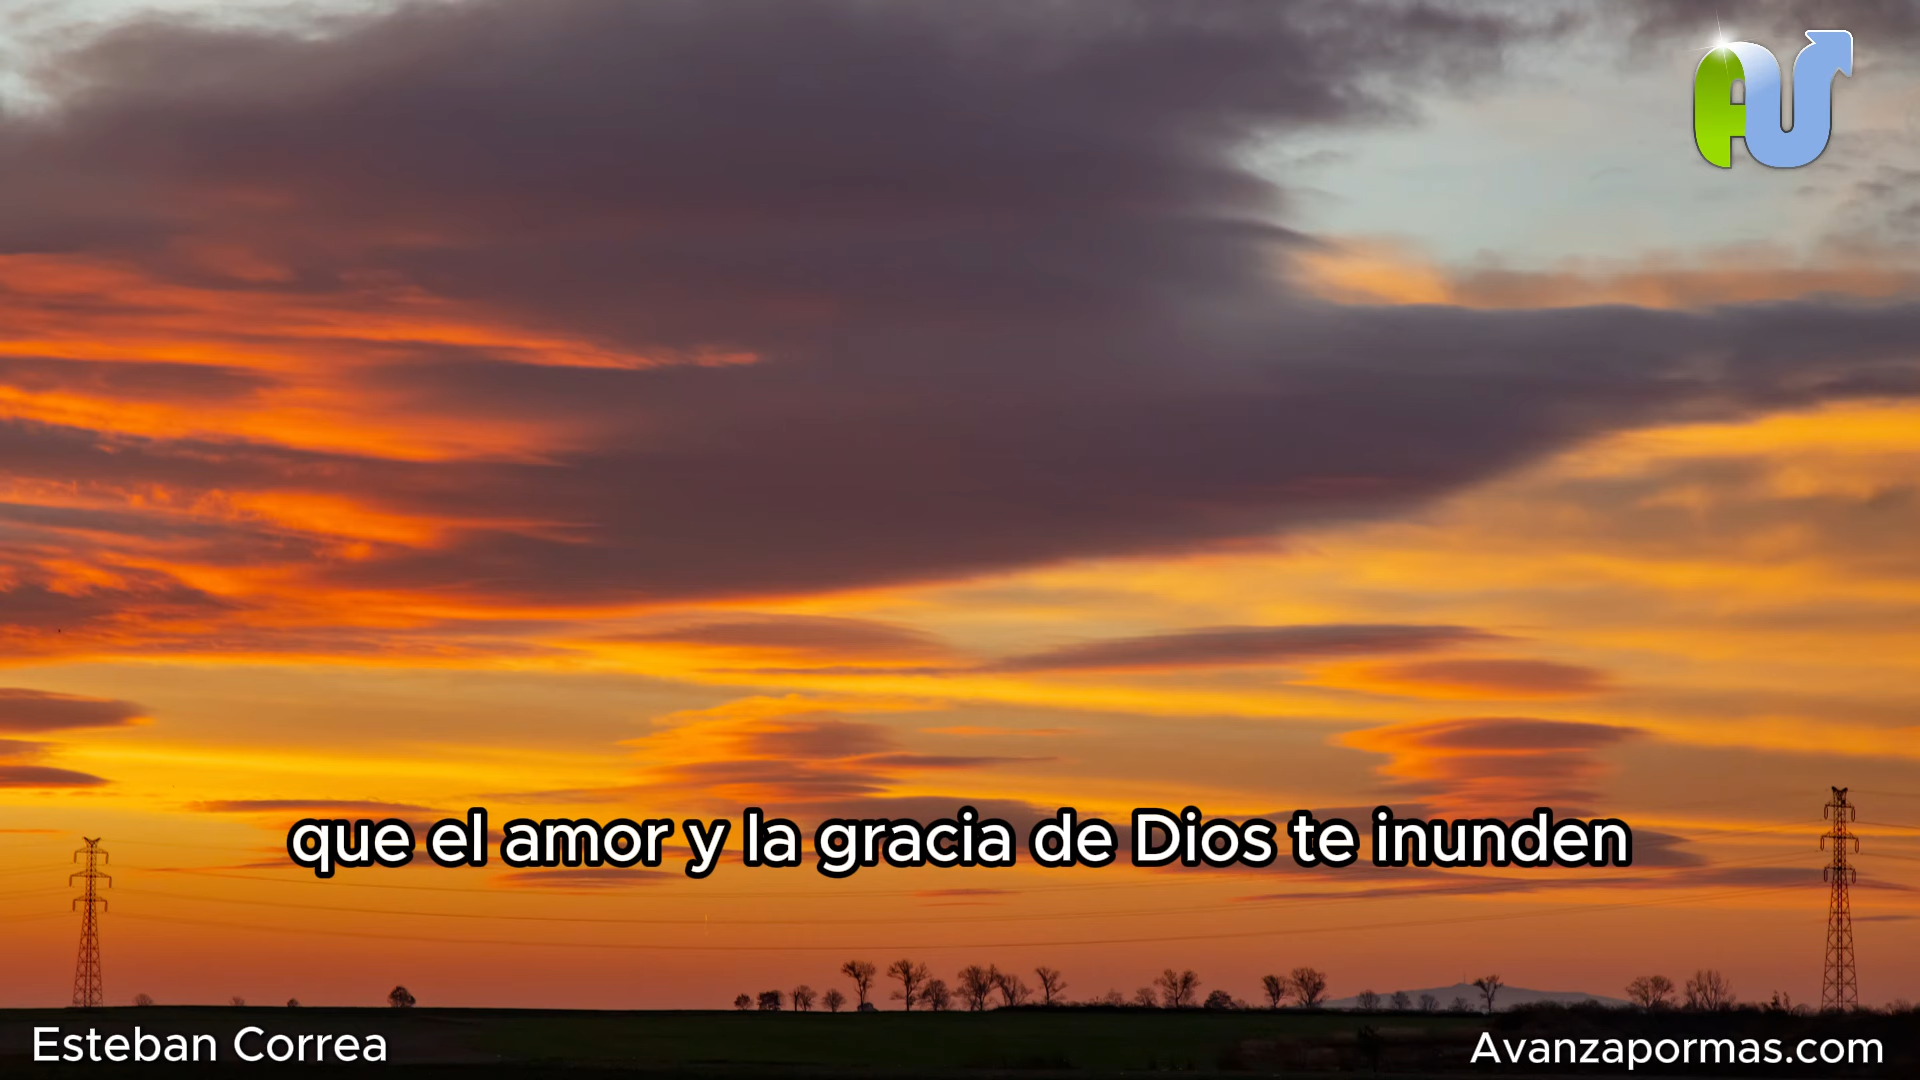 que el amor y la gracia de Dios te inunden
Esteban Correa
Avanzapormas.com